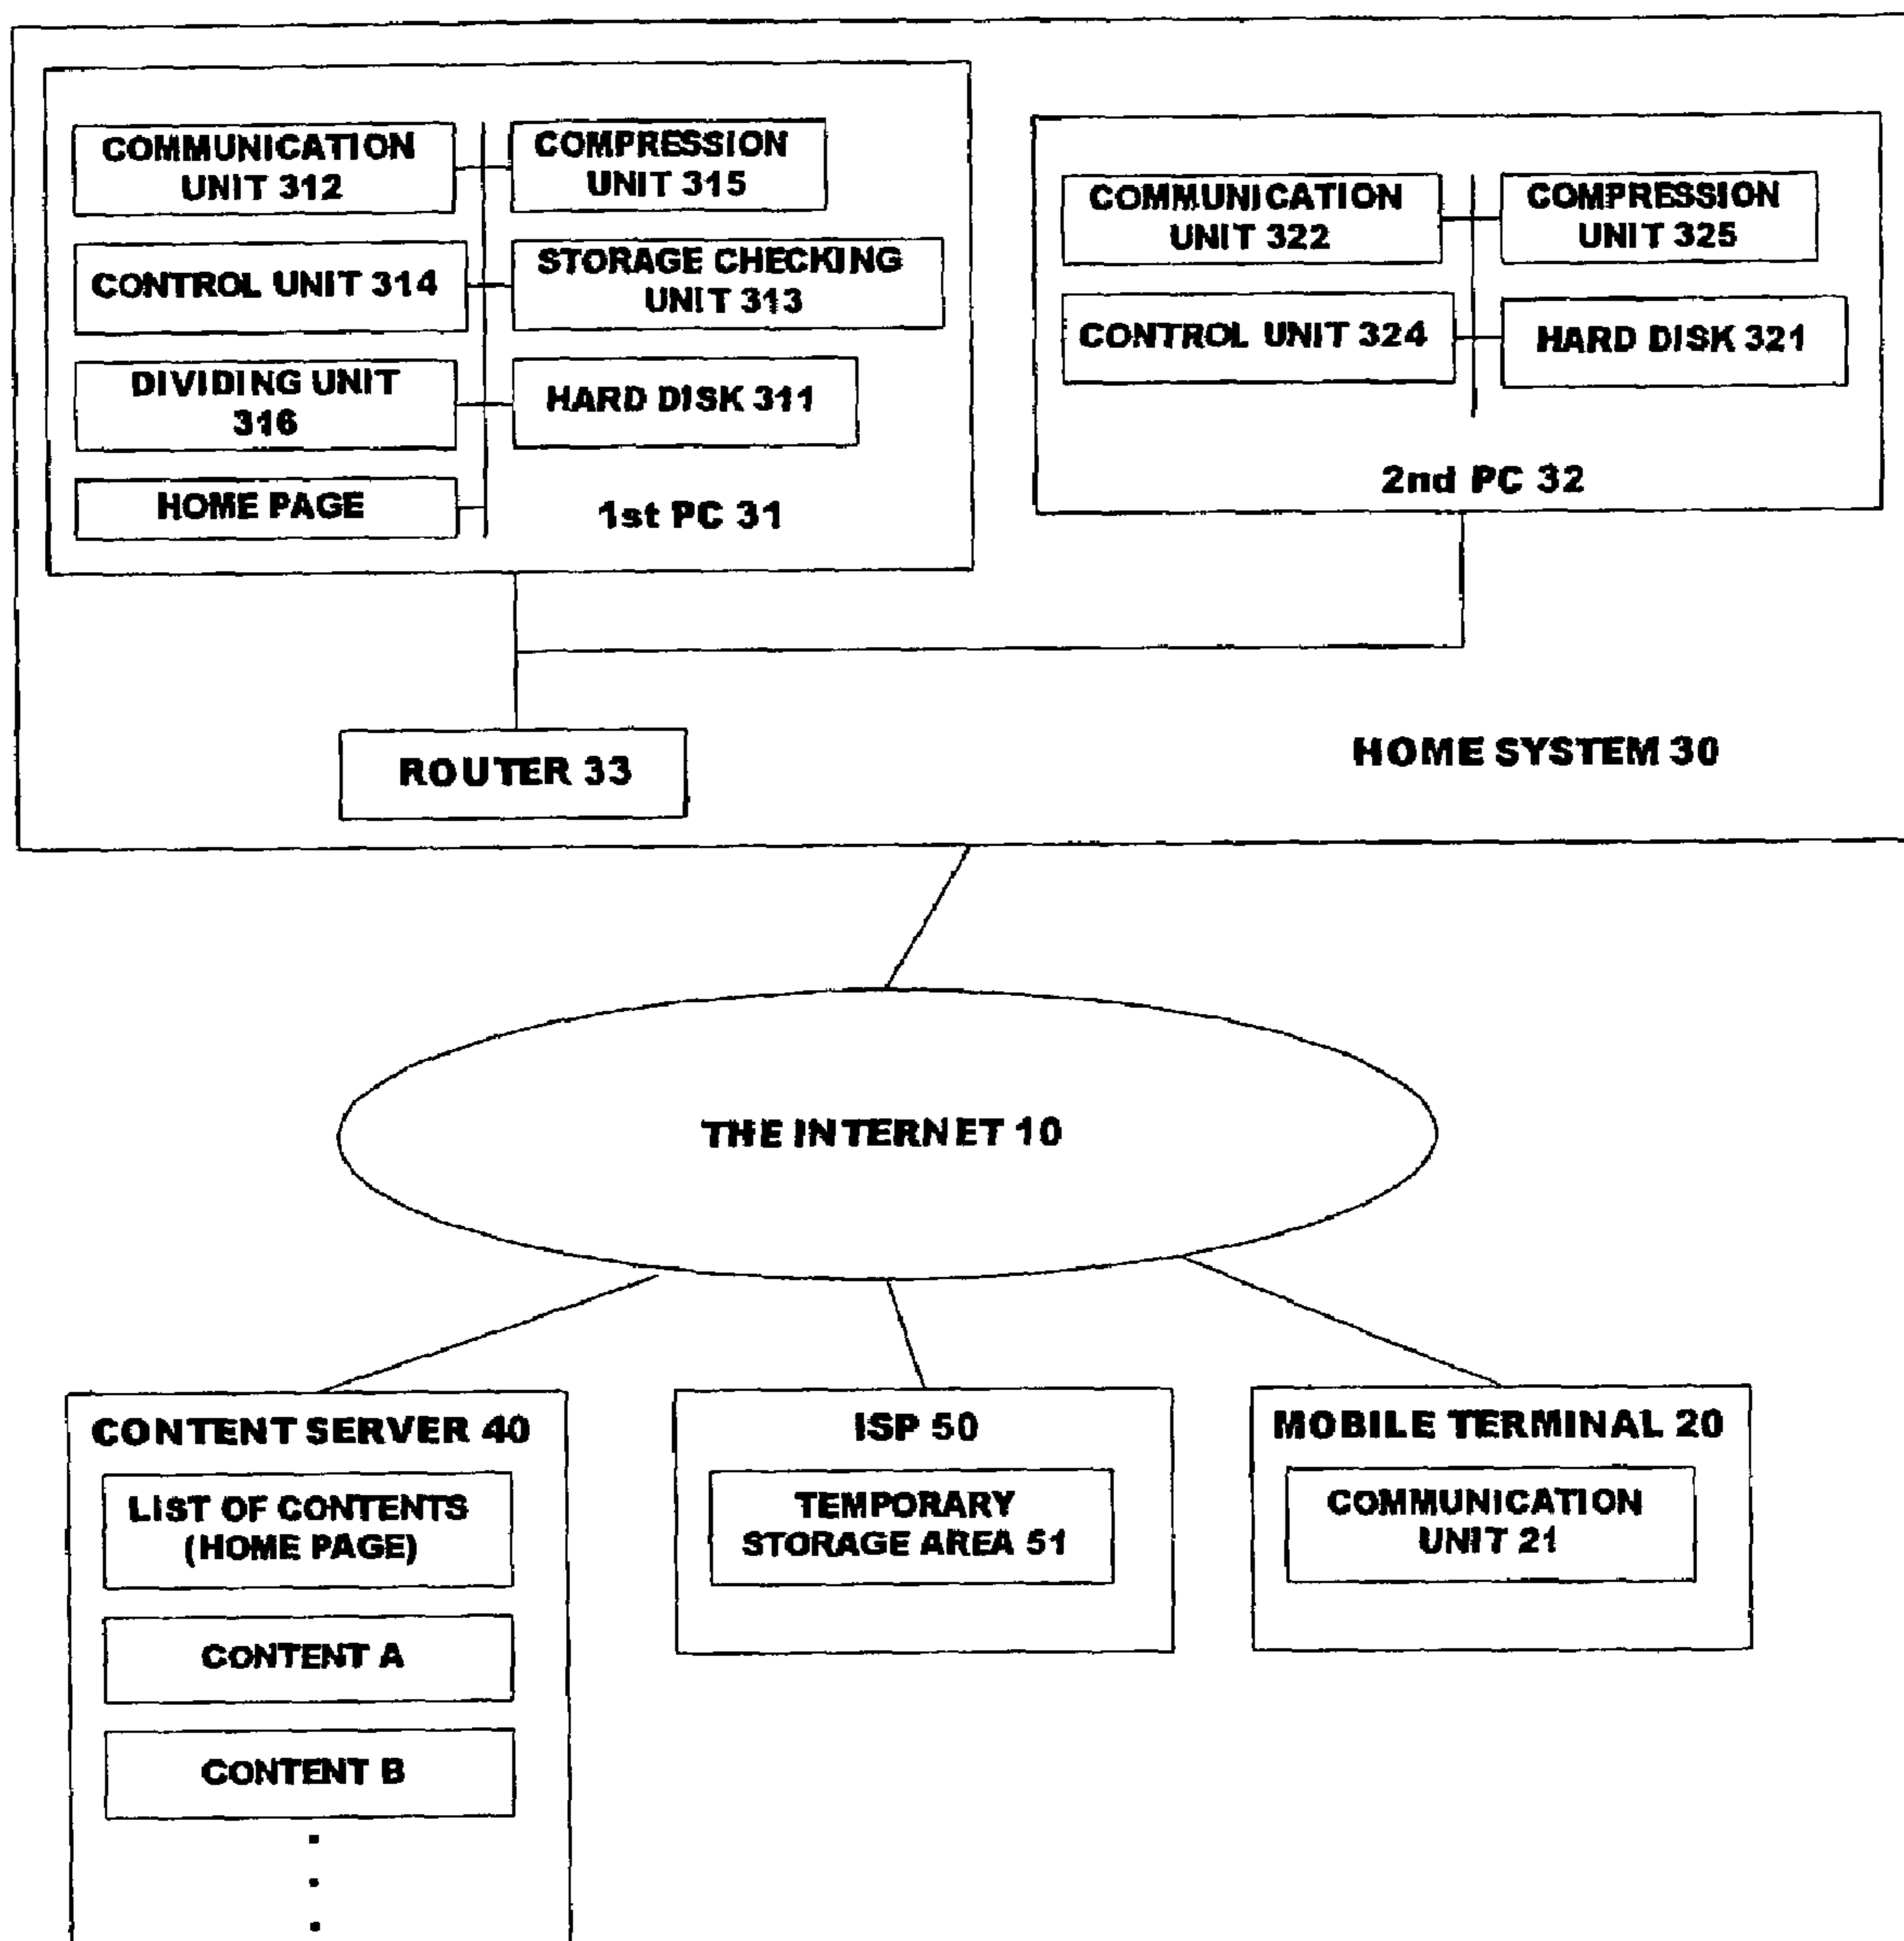 COMMUNICATION
UNIT 312
COMPRESSION
UNIT 315
CONTROL UNIT 314
STORAGE CHECKING
UNIT 313
DIVIDING UNIT
316
HARD DISK 311
HOME PAGE
1st PC 31
COMMUNICATION
UNIT 322
COMPRESSION
UNIT 325
CONTROL UNIT 324
HARD DISK 321
2nd PC 32
ROUTER 33
HOME SYSTEM 30
THE INTERNET 10
CONTENT SERVER 40
LIST OF CONTENTS
(HOME PAGE)
CONTENT A
CONTENT B
ISP 50
TEMPORARY
STORAGE AREA 51
MOBILE TERMINAL 20
COMMUNICATION
UNIT 21